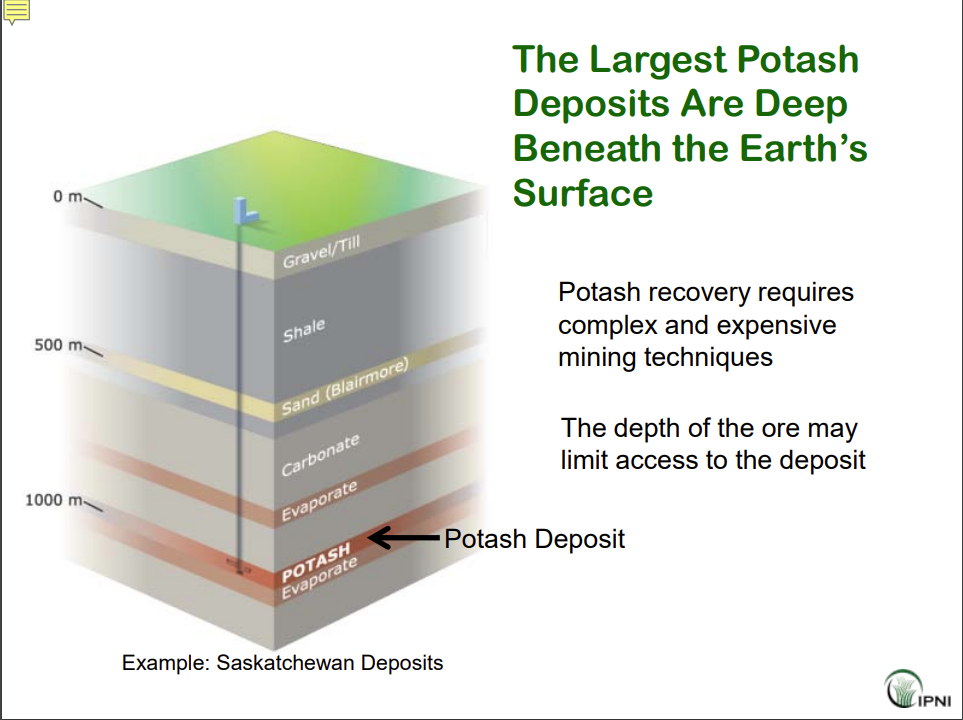 The Largest Potash
Deposits Are Deep
Beneath the Earth's
Surface
0 m
Gravel/Till
Shale
500 m
Sand (Blairmore)
Carbonate
Evaporate
1000 m
POTASH
Evaporate
Potash recovery requires
complex and expensive
mining techniques
The depth of the ore may
limit access to the deposit
Potash Deposit
Example: Saskatchewan Deposits
IPNI